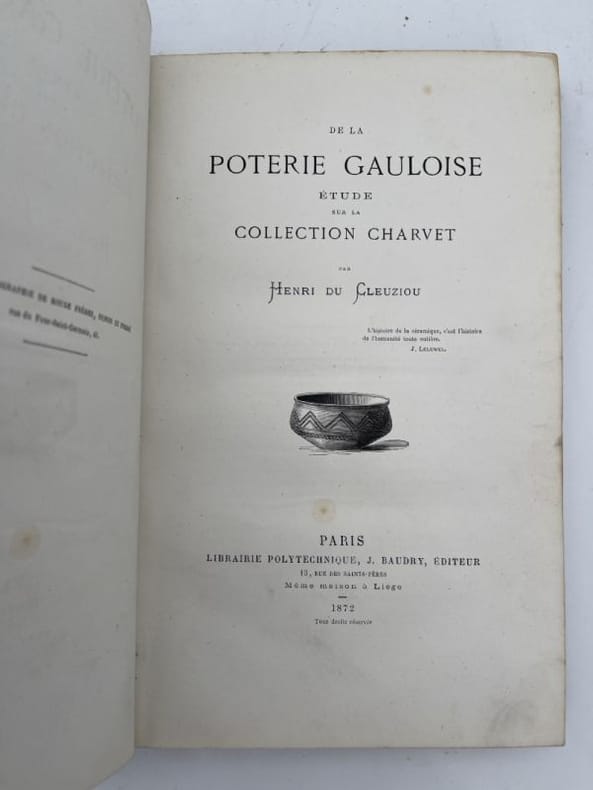 DE LA
POTERIE GAULOISE
ÉTUDE
SUR LA
COLLECTION CHARVET
PAR
HENRI DU CLEUZIOU
L'histoire de la céramique, c'est l'histoire
de l'humanité toute entière.
J. LELEWEL.
PARIS
LIBRAIRIE POLYTECHNIQUE, J. BAUDRY, ÉDITEUR
15, RUE DES SAINTS-PÈRES
Même maison à Liége
1872
Tous droits réservés